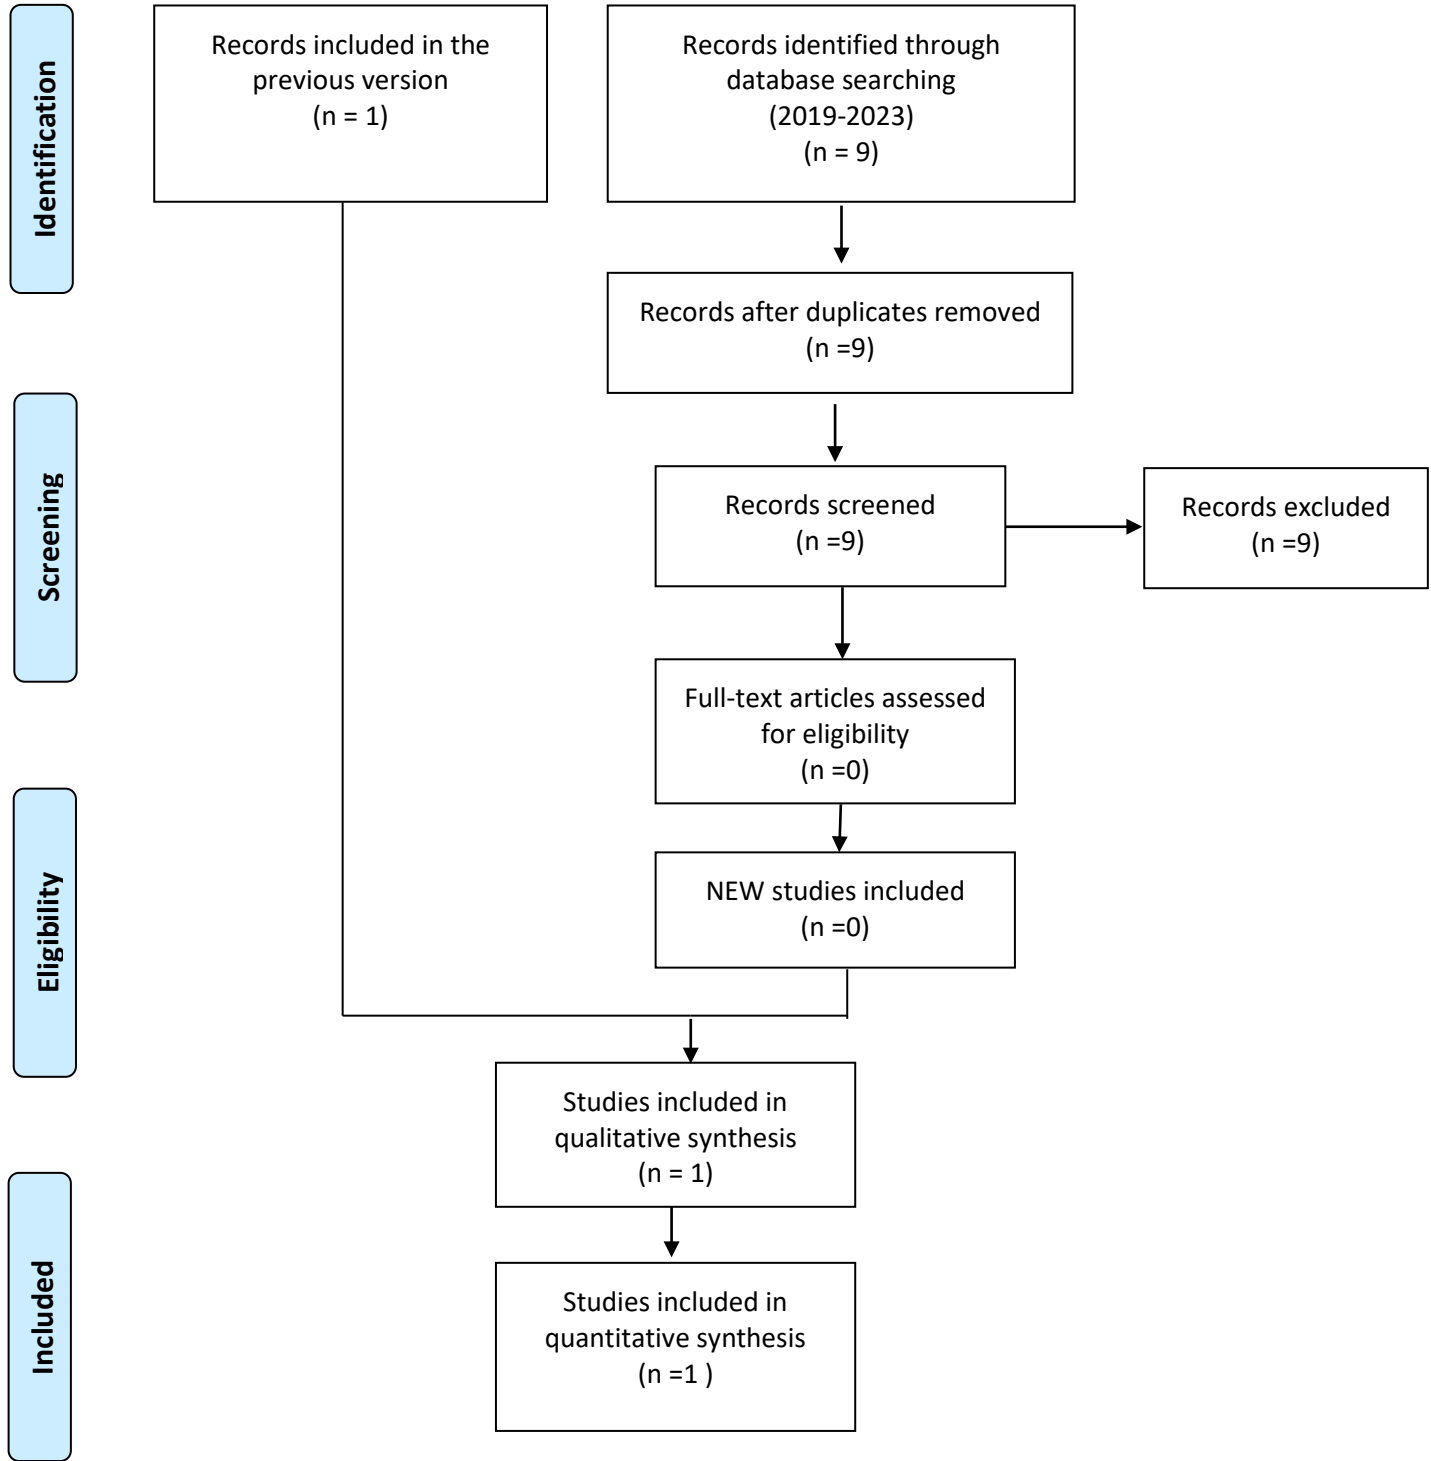 Identification
Records included in the
previous version
(n = 1)
Records identified through
database searching
(2019-2023)
(n = 9)
Records after duplicates removed
(n =9)
Screening
Records screened
(n =9)
Records excluded
(n =9)
Full-text articles assessed
for eligibility
(n =0)
Eligibility
NEW studies included
(n =0)
Studies included in
qualitative synthesis
(n = 1)
Included
Studies included in
quantitative synthesis
(n =1 )